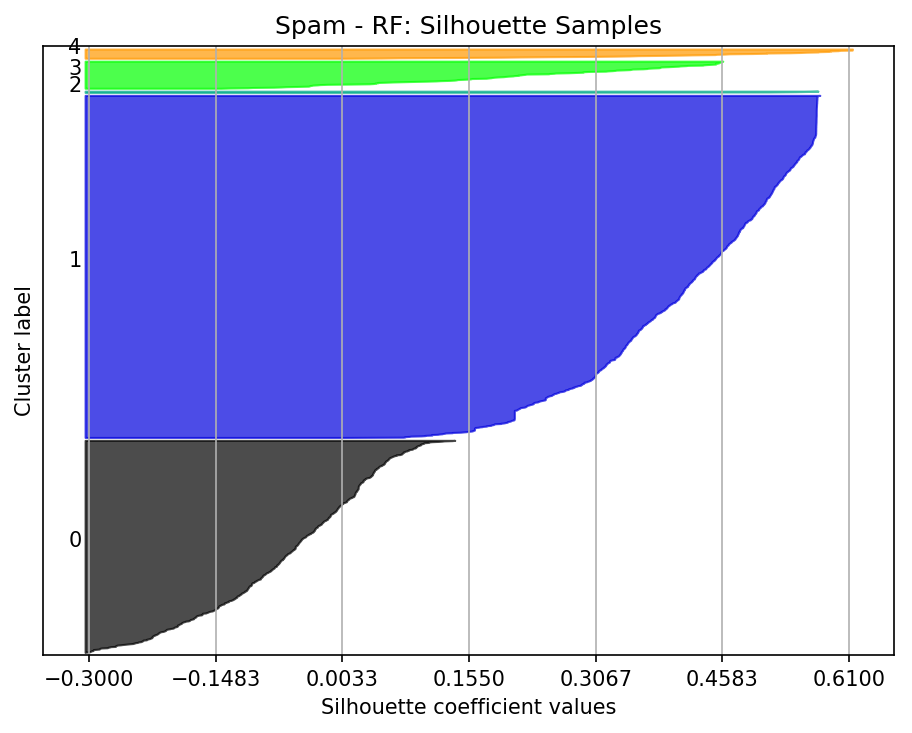 Spam - RF: Silhouette Samples
4
3
2
1
0
Cluster label
−0.3000 −0.1483 0.0033 0.1550 0.3067 0.4583 0.6100
Silhouette coefficient values